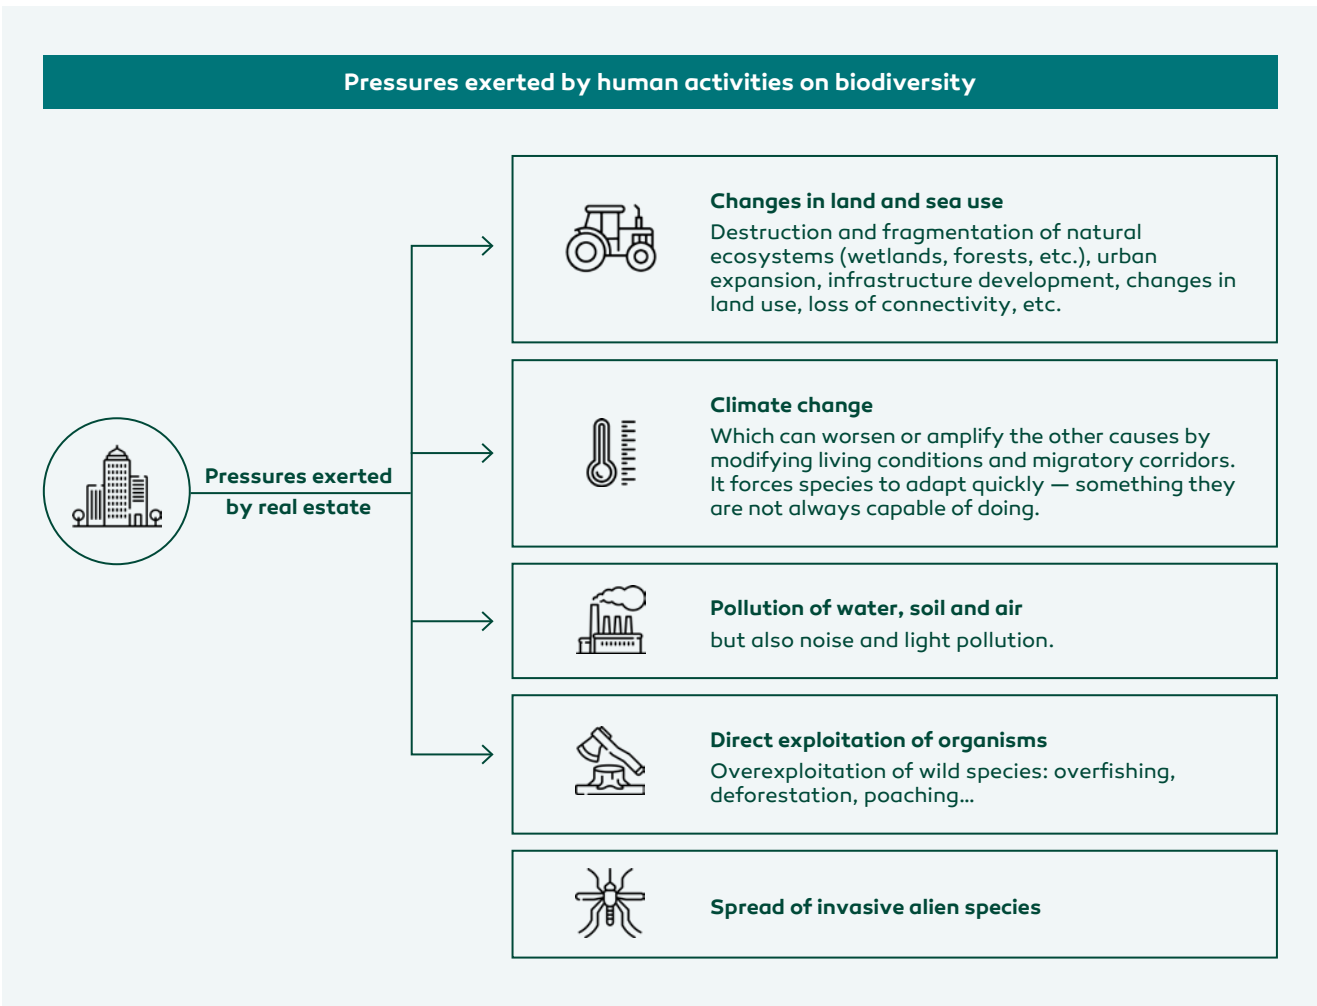 Pressures exerted by human activities on biodiversity
Changes in land and sea use
Destruction and fragmentation of natural
ecosystems (wetlands, forests, etc.), urban
expansion, infrastructure development, changes in
land use, loss of connectivity, etc.
Climate change
Which can worsen or amplify the other causes by
modifying living conditions and migratory corridors.
It forces species to adapt quickly — something they
are not always capable of doing.
Pressures exerted
by real estate
Pollution of water, soil and air
but also noise and light pollution.
Direct exploitation of organisms
Overexploitation of wild species: overfishing,
deforestation, poaching...
Spread of invasive alien species